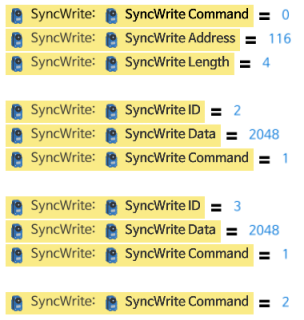 SyncWrite: SyncWrite Command = 0
SyncWrite: SyncWrite Address = 116
SyncWrite: SyncWrite Length = 4
SyncWrite: SyncWrite ID = 2
SyncWrite: SyncWrite Data = 2048
SyncWrite: SyncWrite Command = 1
SyncWrite: SyncWrite ID = 3
SyncWrite: SyncWrite Data = 2048
SyncWrite: SyncWrite Command = 1
SyncWrite: SyncWrite Command = 2